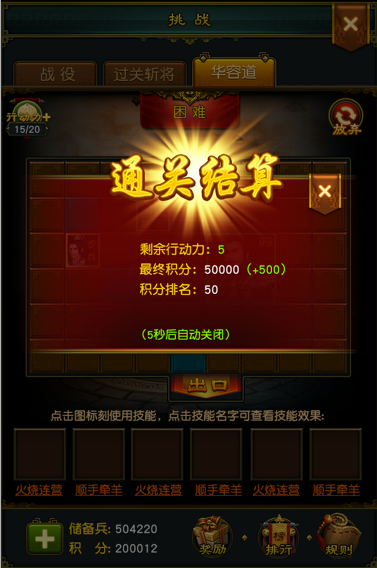 挑 战
战 役
过关斩将
华容道
行动力
15/20
困 难
放弃
通关结算
剩余行动力：5
最终积分：50000（+500）
积分排名：50
（5秒后自动关闭）
出口
点击图标刻使用技能，点击技能名字可查看技能效果：
火烧连营 顺手牵羊 火烧连营 顺手牵羊 火烧连营 顺手牵羊
储备兵：504220
积 分：200012
奖励 排行 规则